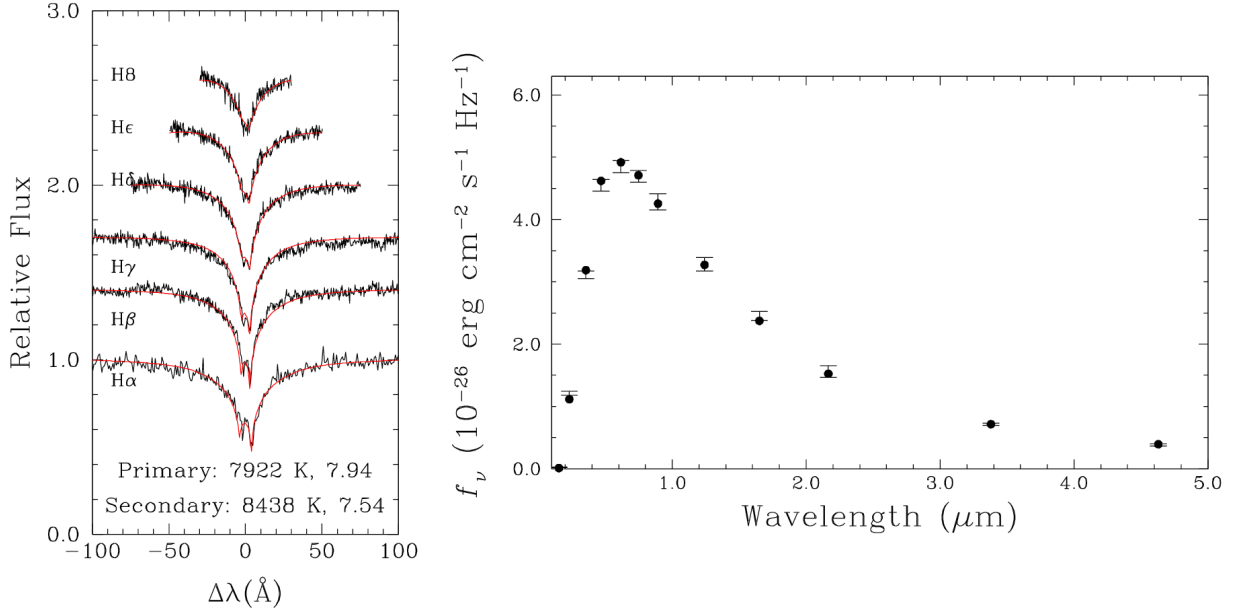 3.0
2.0
1.0
0.0
Relative Flux
H8
Hϵ
Hδ
Hγ
Hβ
Hα
Primary: 7922 K, 7.94
Secondary: 8438 K, 7.54
−100 −50 0 50 100
Δλ(Å)
6.0
4.0
2.0
0.0
f_ν (10⁻²⁶ erg cm⁻² s⁻¹ Hz⁻¹)
1.0 2.0 3.0 4.0 5.0
Wavelength (μm)